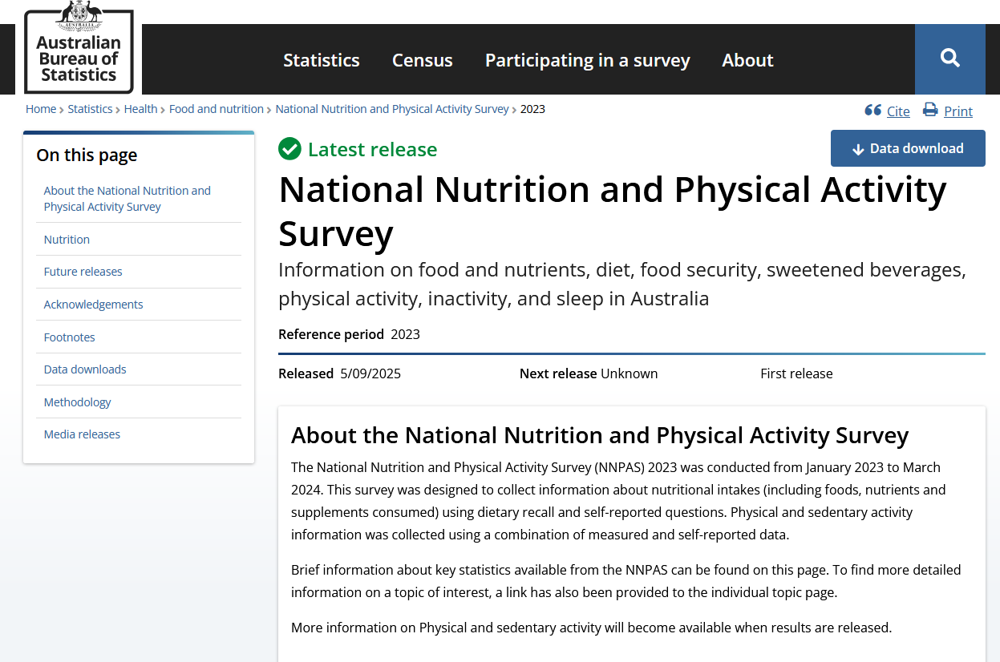 AUSTRALIA
Australian
Bureau of
Statistics
Statistics
Census
Participating in a survey
About
Home > Statistics > Health > Food and nutrition > National Nutrition and Physical Activity Survey > 2023
Cite
Print
On this page
About the National Nutrition and
Physical Activity Survey
Nutrition
Future releases
Acknowledgements
Footnotes
Data downloads
Methodology
Media releases
Latest release
Data download
National Nutrition and Physical Activity
Survey
Information on food and nutrients, diet, food security, sweetened beverages,
physical activity, inactivity, and sleep in Australia
Reference period 2023
Released 5/09/2025
Next release Unknown
First release
About the National Nutrition and Physical Activity Survey
The National Nutrition and Physical Activity Survey (NNPAS) 2023 was conducted from January 2023 to March
2024. This survey was designed to collect information about nutritional intakes (including foods, nutrients and
supplements consumed) using dietary recall and self-reported questions. Physical and sedentary activity
information was collected using a combination of measured and self-reported data.
Brief information about key statistics available from the NNPAS can be found on this page. To find more detailed
information on a topic of interest, a link has also been provided to the individual topic page.
More information on Physical and sedentary activity will become available when results are released.